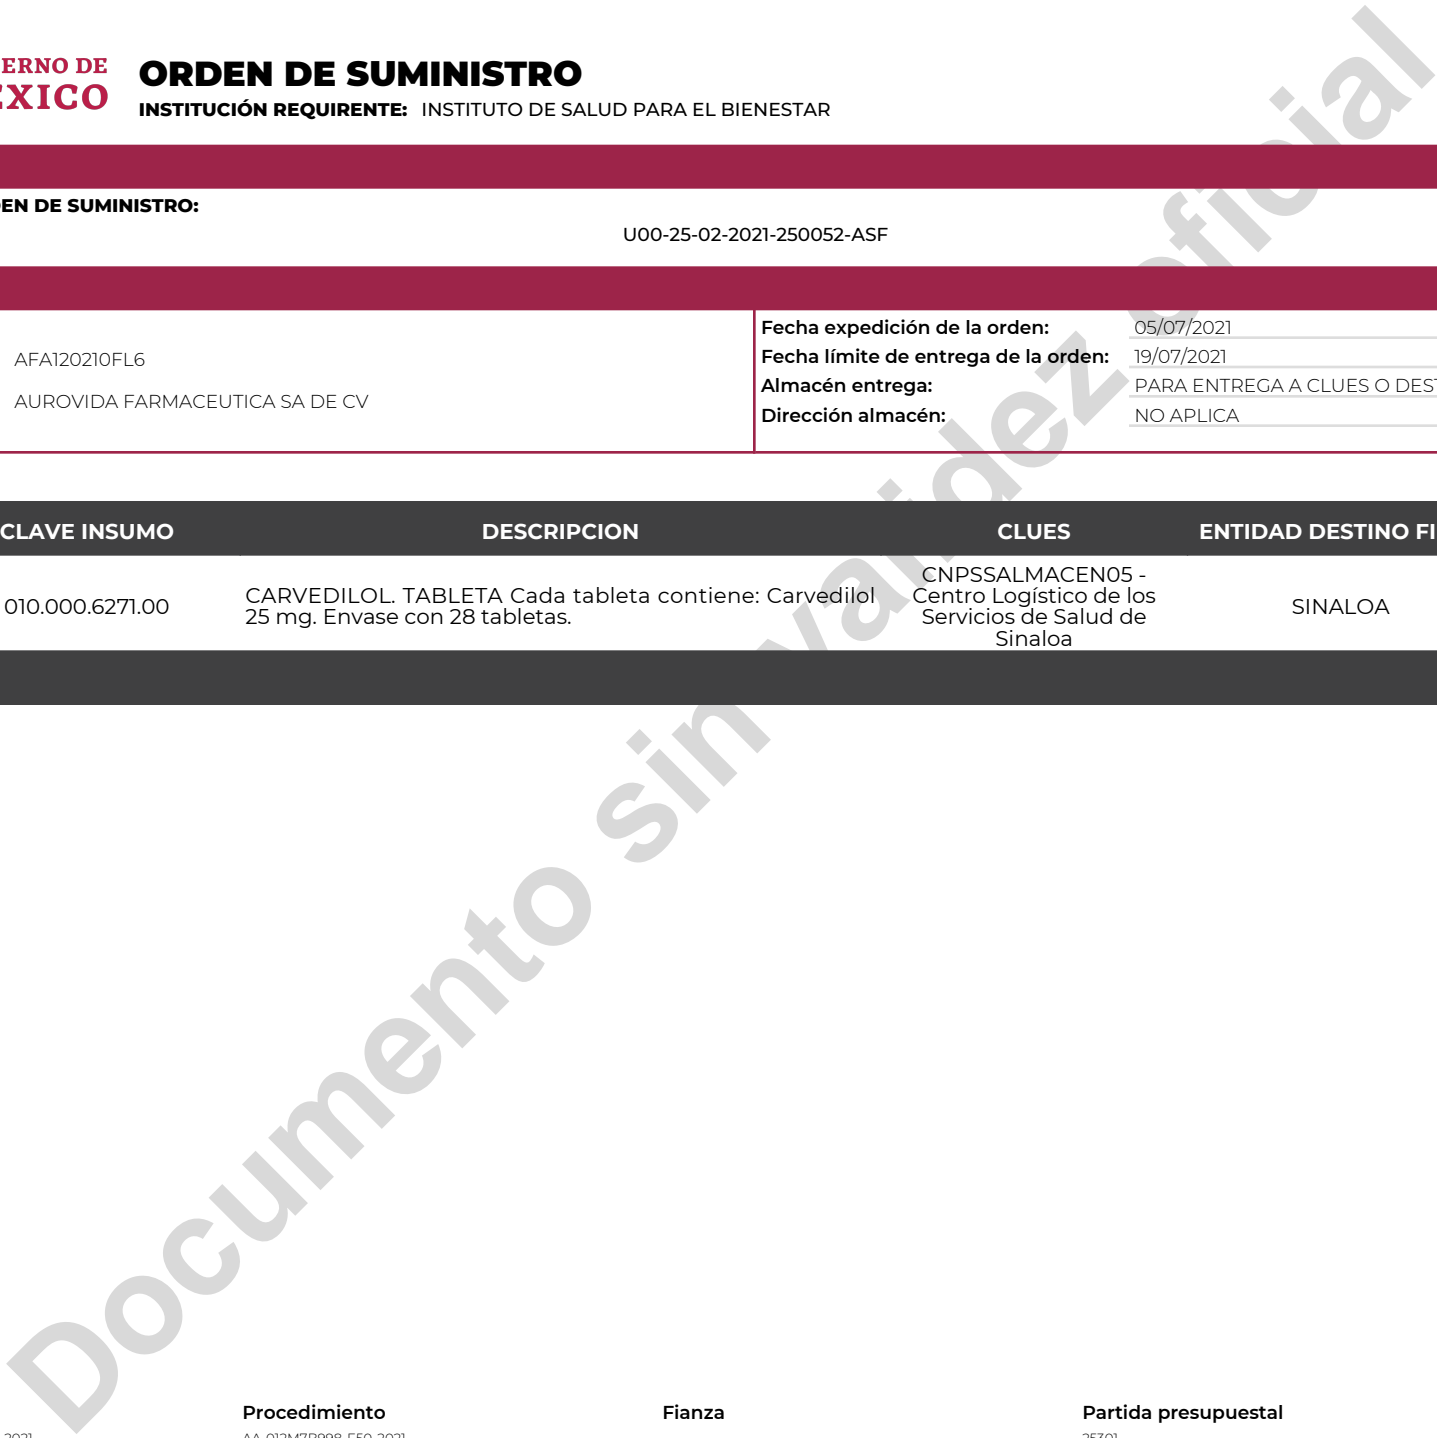 ERNO DE
EXICO
ORDEN DE SUMINISTRO
INSTITUCIÓN REQUIRENTE: INSTITUTO DE SALUD PARA EL BIENESTAR
EN DE SUMINISTRO:
U00-25-02-2021-250052-ASF
AFA120210FL6
AUROVIDA FARMACEUTICA SA DE CV
Fecha expedición de la orden: 05/07/2021
Fecha límite de entrega de la orden: 19/07/2021
Almacén entrega: PARA ENTREGA A CLUES O DEST
Dirección almacén: NO APLICA
CLAVE INSUMO DESCRIPCION CLUES ENTIDAD DESTINO FI
010.000.6271.00
CARVEDILOL. TABLETA Cada tableta contiene: Carvedilol
25 mg. Envase con 28 tabletas.
CNPSSALMACEN05 -
Centro Logístico de los
Servicios de Salud de
Sinaloa
SINALOA
Documento sin validez oficial
Procedimiento Fianza Partida presupuestal